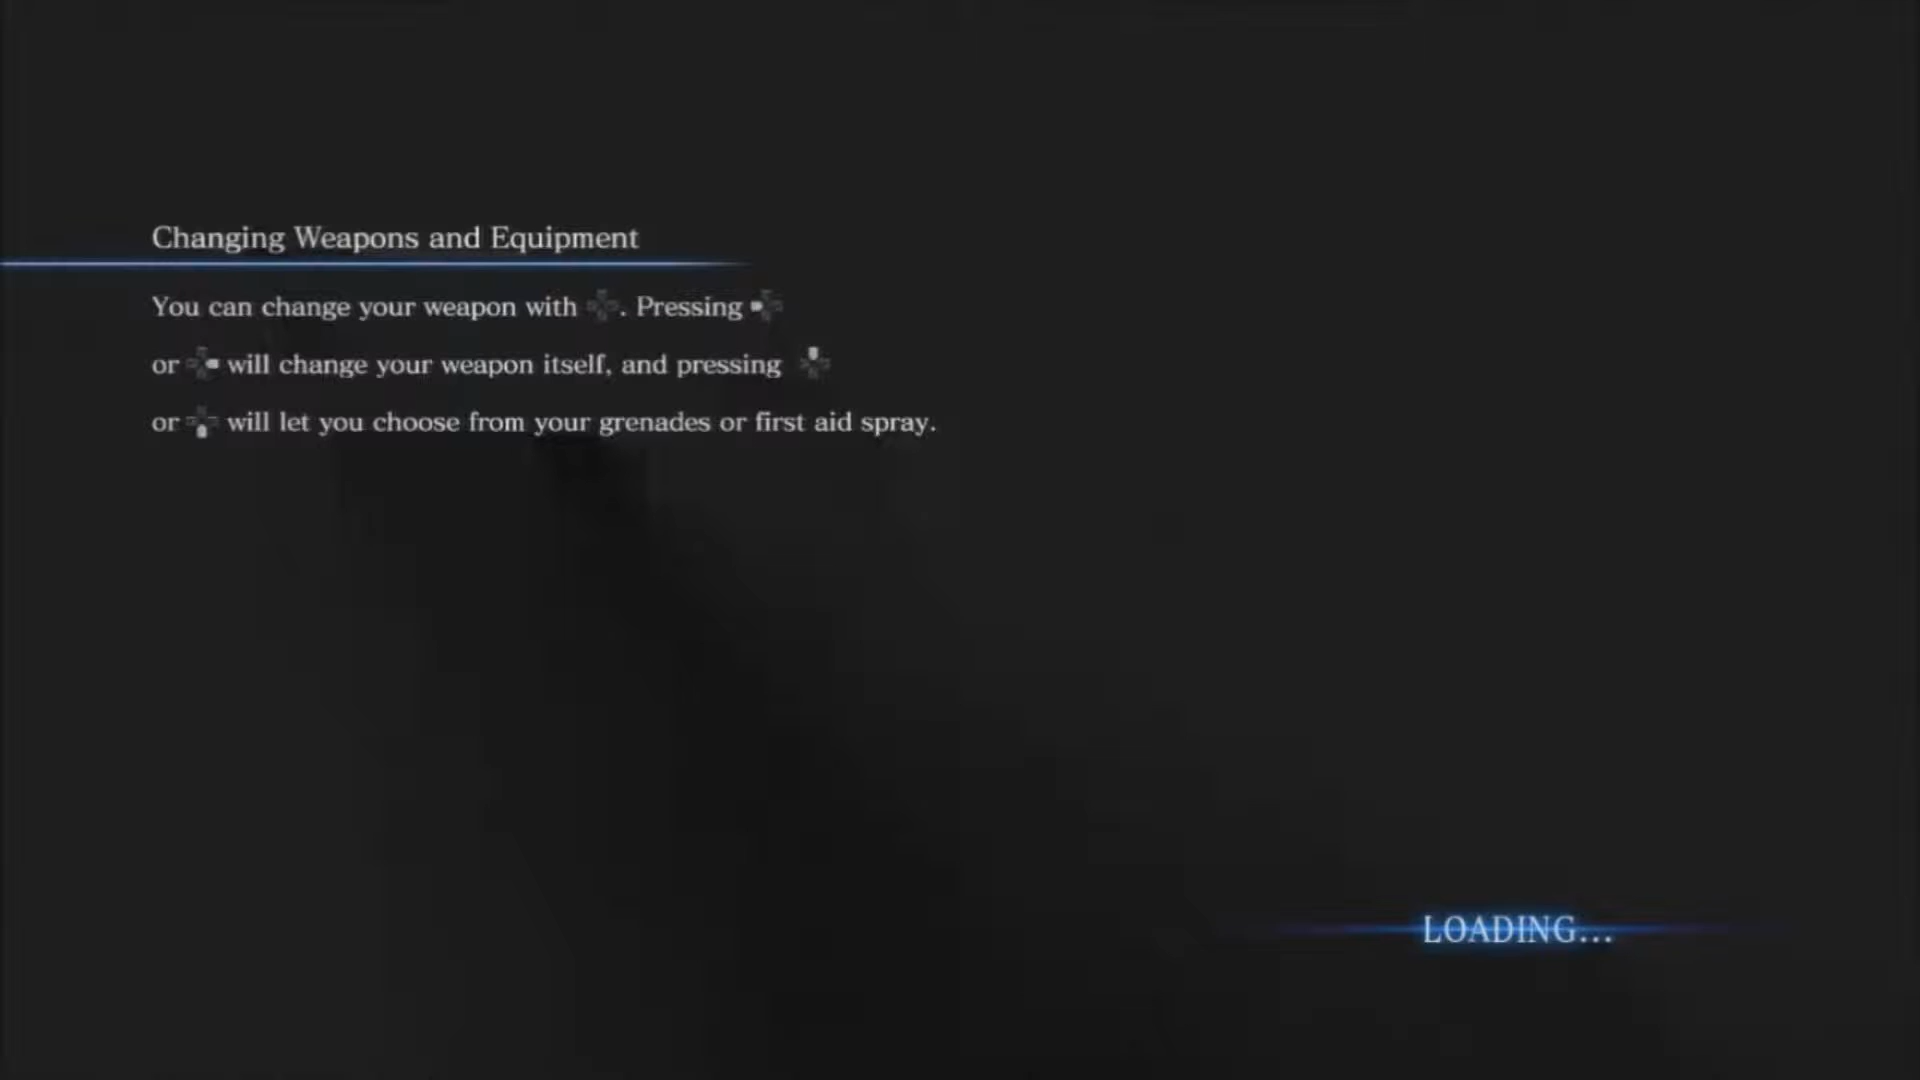 Changing Weapons and Equipment
You can change your weapon with . Pressing
or will change your weapon itself, and pressing
or will let you choose from your grenades or first aid spray.
LOADING...